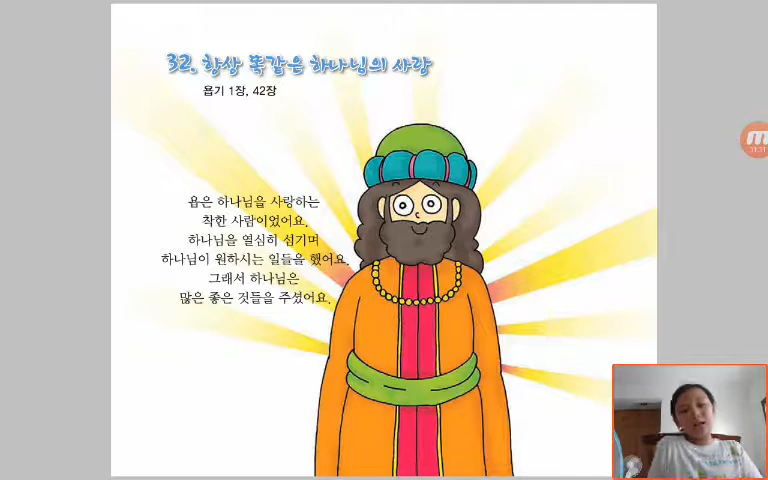 32. 항상 똑같은 하나님의 사랑
욥기 1장, 42장
욥은 하나님을 사랑하는
착한 사람이었어요.
하나님을 열심히 섬기며
하나님이 원하시는 일들을 했어요.
그래서 하나님은
많은 좋은 것들을 주셨어요.